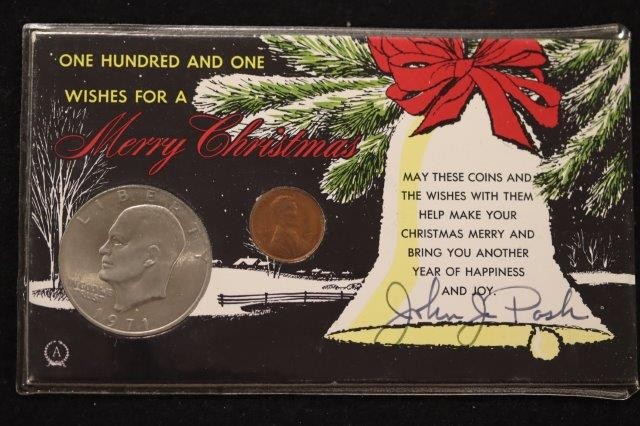 ONE HUNDRED AND ONE
WISHES FOR A
Merry Christmas
MAY THESE COINS AND
THE WISHES WITH THEM
HELP MAKE YOUR
CHRISTMAS MERRY AND
BRING YOU ANOTHER
YEAR OF HAPPINESS
AND JOY.
John J. Pash
LIBERTY
1971
A